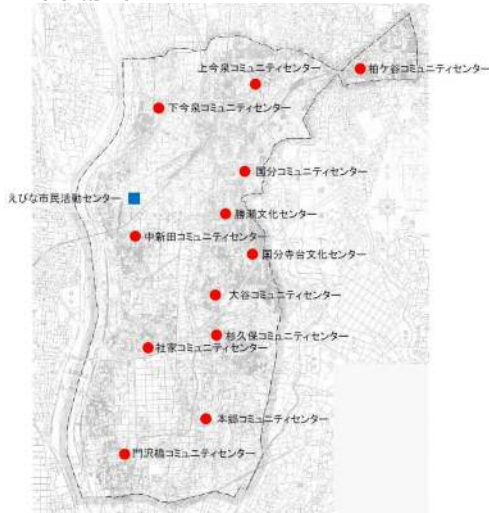 上今泉コミュニティセンター
柏ケ谷コミュニティセンター
下今泉コミュニティセンター
国分コミュニティセンター
えびな市民活動センター
勝瀬文化センター
中新田コミュニティセンター
国分寺台文化センター
大谷コミュニティセンター
杉久保コミュニティセンター
社家コミュニティセンター
本郷コミュニティセンター
門沢橋コミュニティセンター